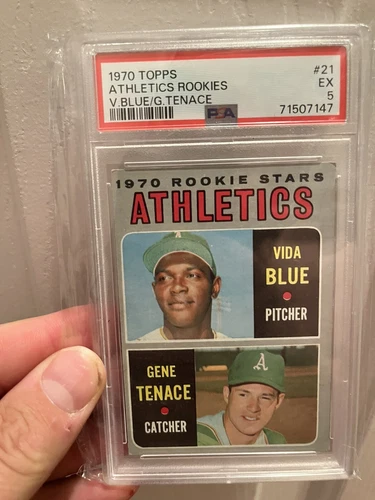 1970 TOPPS #21
ATHLETICS ROOKIES EX
V.BLUE/G.TENACE 5
PSA 71507147
1970 ROOKIE STARS
ATHLETICS
A
VIDA
BLUE
PITCHER
GENE
TENACE
CATCHER
A